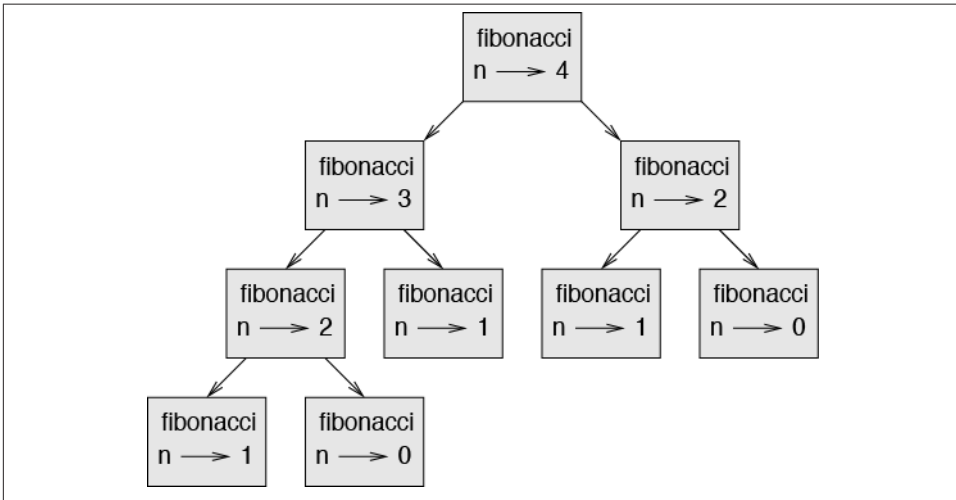 fibonacci
n → 4
fibonacci
n → 3
fibonacci
n → 2
fibonacci
n → 2
fibonacci
n → 1
fibonacci
n → 1
fibonacci
n → 0
fibonacci
n → 1
fibonacci
n → 0